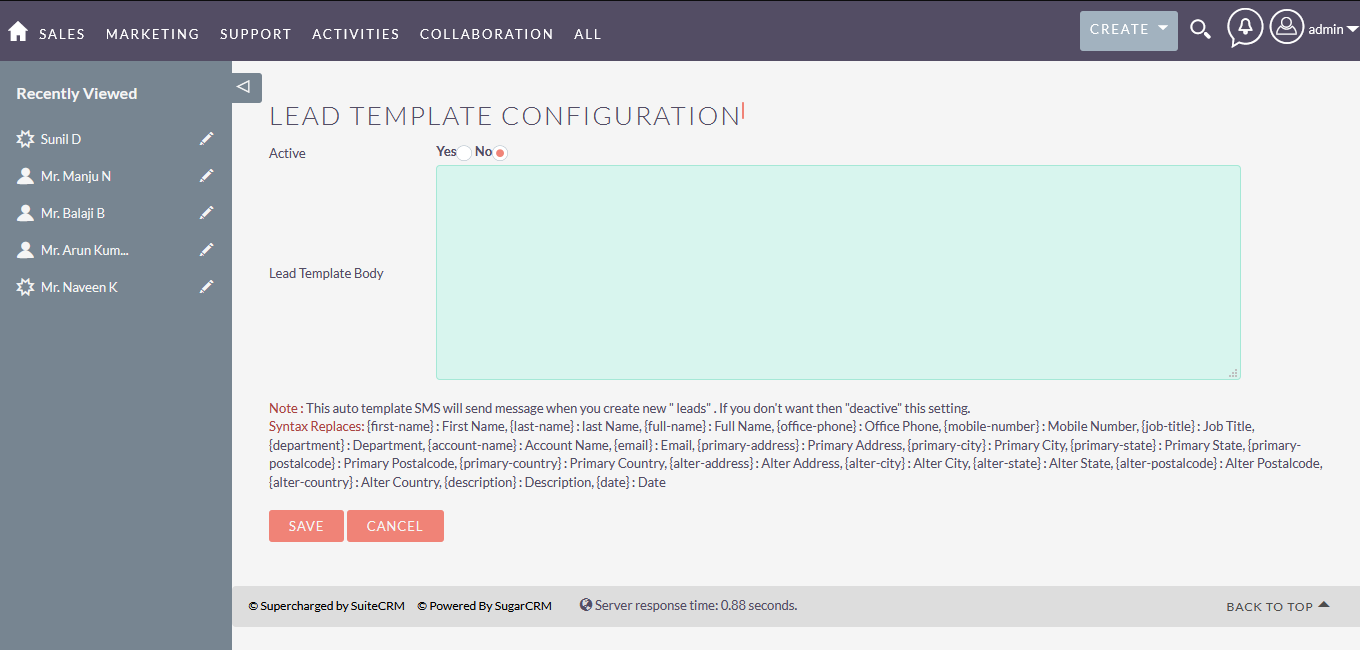 SALES MARKETING SUPPORT ACTIVITIES COLLABORATION ALL CREATE admin
Recently Viewed
Sunil D
Mr. Manju N
Mr. Balaji B
Mr. Arun Kum...
Mr. Naveen K
LEAD TEMPLATE CONFIGURATION
Active Yes No
Lead Template Body
Note : This auto template SMS will send message when you create new " leads" . If you don't want then "deactive" this setting.
Syntax Replaces: {first-name} : First Name, {last-name} : last Name, {full-name} : Full Name, {office-phone} : Office Phone, {mobile-number} : Mobile Number, {job-title} : Job Title,
{department} : Department, {account-name} : Account Name, {email} : Email, {primary-address} : Primary Address, {primary-city} : Primary City, {primary-state} : Primary State, {primary-
postalcode} : Primary Postalcode, {primary-country} : Primary Country, {alter-address} : Alter Address, {alter-city} : Alter City, {alter-state} : Alter State, {alter-postalcode} : Alter Postalcode,
{alter-country} : Alter Country, {description} : Description, {date} : Date
SAVE CANCEL
© Supercharged by SuiteCRM © Powered By SugarCRM Server response time: 0.88 seconds. BACK TO TOP